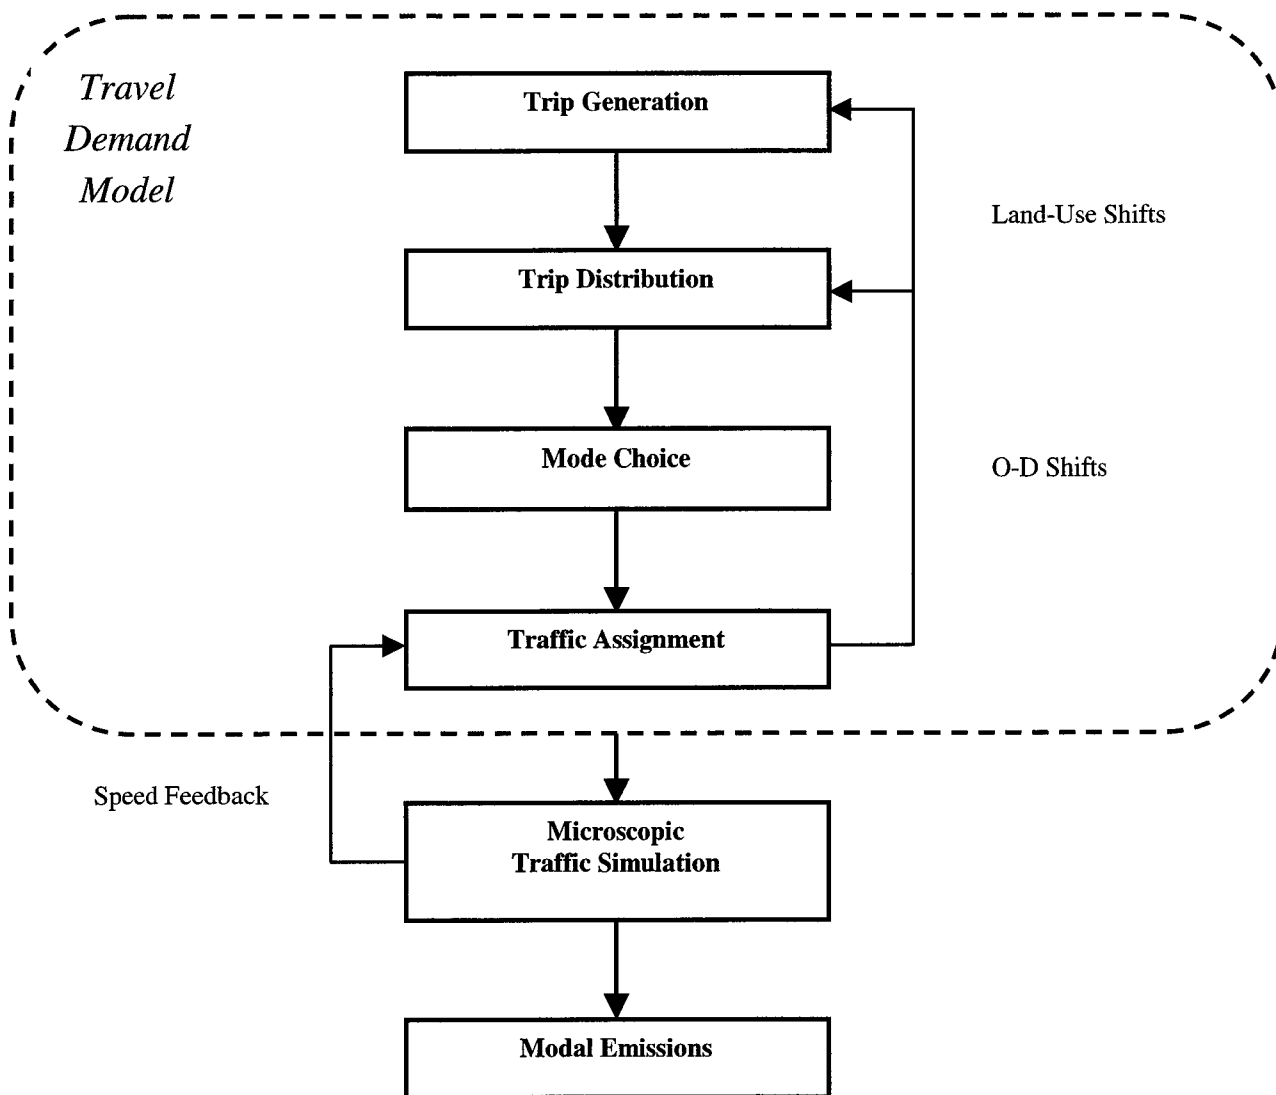 Travel
Demand
Model
Trip Generation
Land-Use Shifts
Trip Distribution
Mode Choice
O-D Shifts
Traffic Assignment
Speed Feedback
Microscopic
Traffic Simulation
Modal Emissions